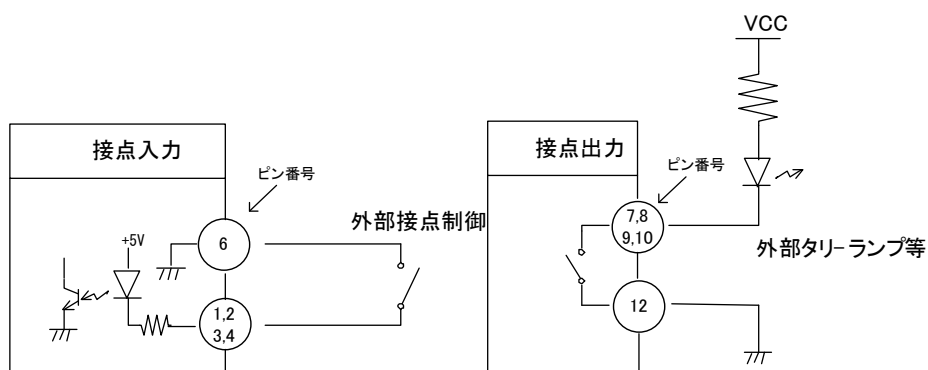 接点入力
ピン番号
6
外部接点制御
+5V
1,2
3,4
VCC
接点出力
ピン番号
7,8
9,10
外部タリーランプ等
12